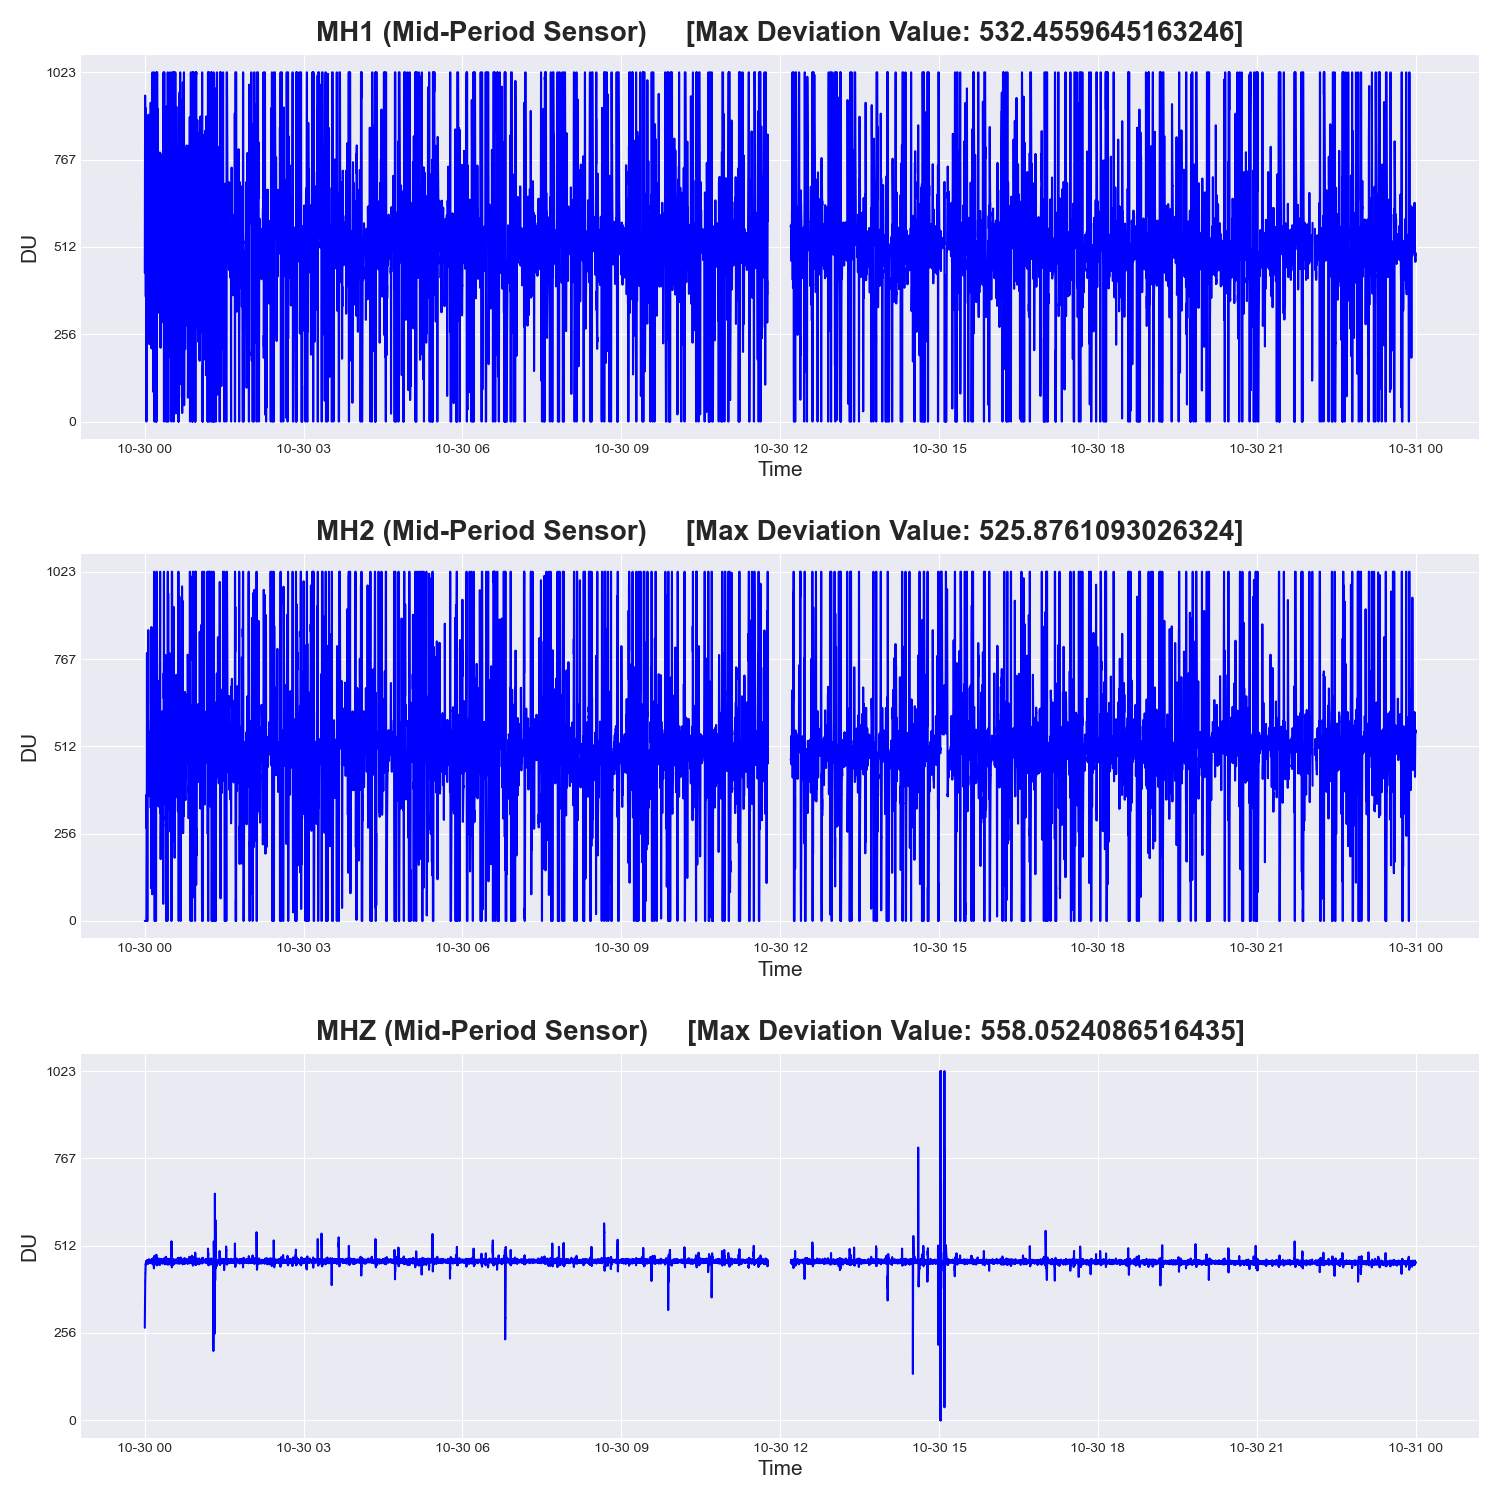 MH1 (Mid-Period Sensor) [Max Deviation Value: 532.4559645163246]
1023
767
512
256
0
DU
10-30 00 10-30 03 10-30 06 10-30 09 10-30 12 10-30 15 10-30 18 10-30 21 10-31 00
Time
MH2 (Mid-Period Sensor) [Max Deviation Value: 525.8761093026324]
1023
767
512
256
0
DU
10-30 00 10-30 03 10-30 06 10-30 09 10-30 12 10-30 15 10-30 18 10-30 21 10-31 00
Time
MHZ (Mid-Period Sensor) [Max Deviation Value: 558.0524086516435]
1023
767
512
256
0
DU
10-30 00 10-30 03 10-30 06 10-30 09 10-30 12 10-30 15 10-30 18 10-30 21 10-31 00
Time